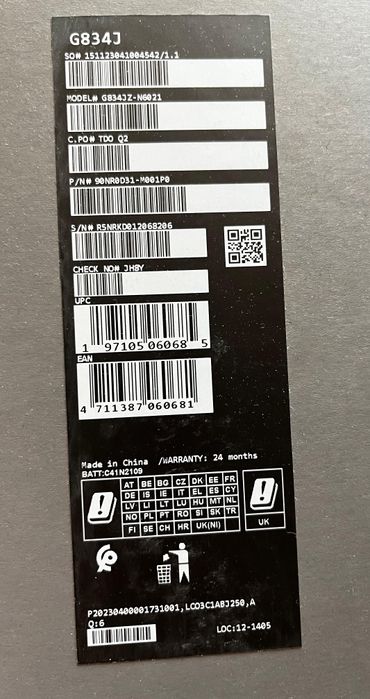 G834J
SO# 151123041004542/1.1
MODEL# G834JZ-N6021
C.PO# TDO Q2
P/N# 90NR0D31-M001P0
S/N# R5NRKD012068206
CHECK NO# JH8Y
UPC
1 97105 06068 5
EAN
4 711387 060681
Made in China /WARRANTY: 24 months
BATT:C41N2109
AT BE BG CZ DK EE FR
DE IS IE IT EL ES CY
LV LI LT LU HU MT NL
NO PL PT RO SI SK TR
FI SE CH HR UK(NI)
UK
P20230400001731001,LCO3C1ABJ250,A
Q:6
LOC:12-1405